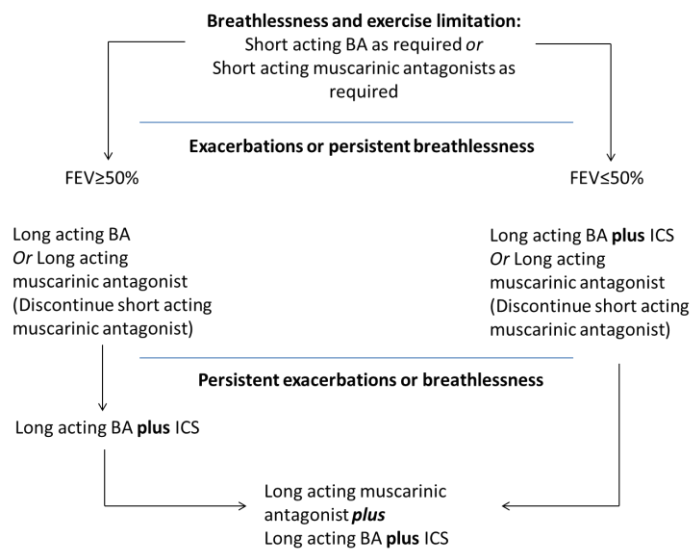 Breathlessness and exercise limitation:
Short acting BA as required or
Short acting muscarinic antagonists as
required
Exacerbations or persistent breathlessness
FEV≥50%
FEV≤50%
Long acting BA
Or Long acting
muscarinic antagonist
(Discontinue short acting
muscarinic antagonist)
Long acting BA plus ICS
Or Long acting
muscarinic antagonist
(Discontinue short acting
muscarinic antagonist)
Persistent exacerbations or breathlessness
Long acting BA plus ICS
Long acting muscarinic
antagonist plus
Long acting BA plus ICS